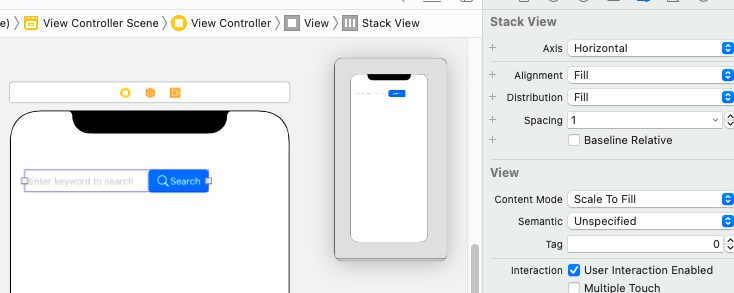 e) > View Controller Scene > View Controller > View > Stack View
Enter keyword to search
Search
Stack View
+ Axis Horizontal
+ Alignment Fill
+ Distribution Fill
+ Spacing 1
+ Baseline Relative
View
Content Mode Scale To Fill
Semantic Unspecified
Tag 0
Interaction User Interaction Enabled
Multiple Touch